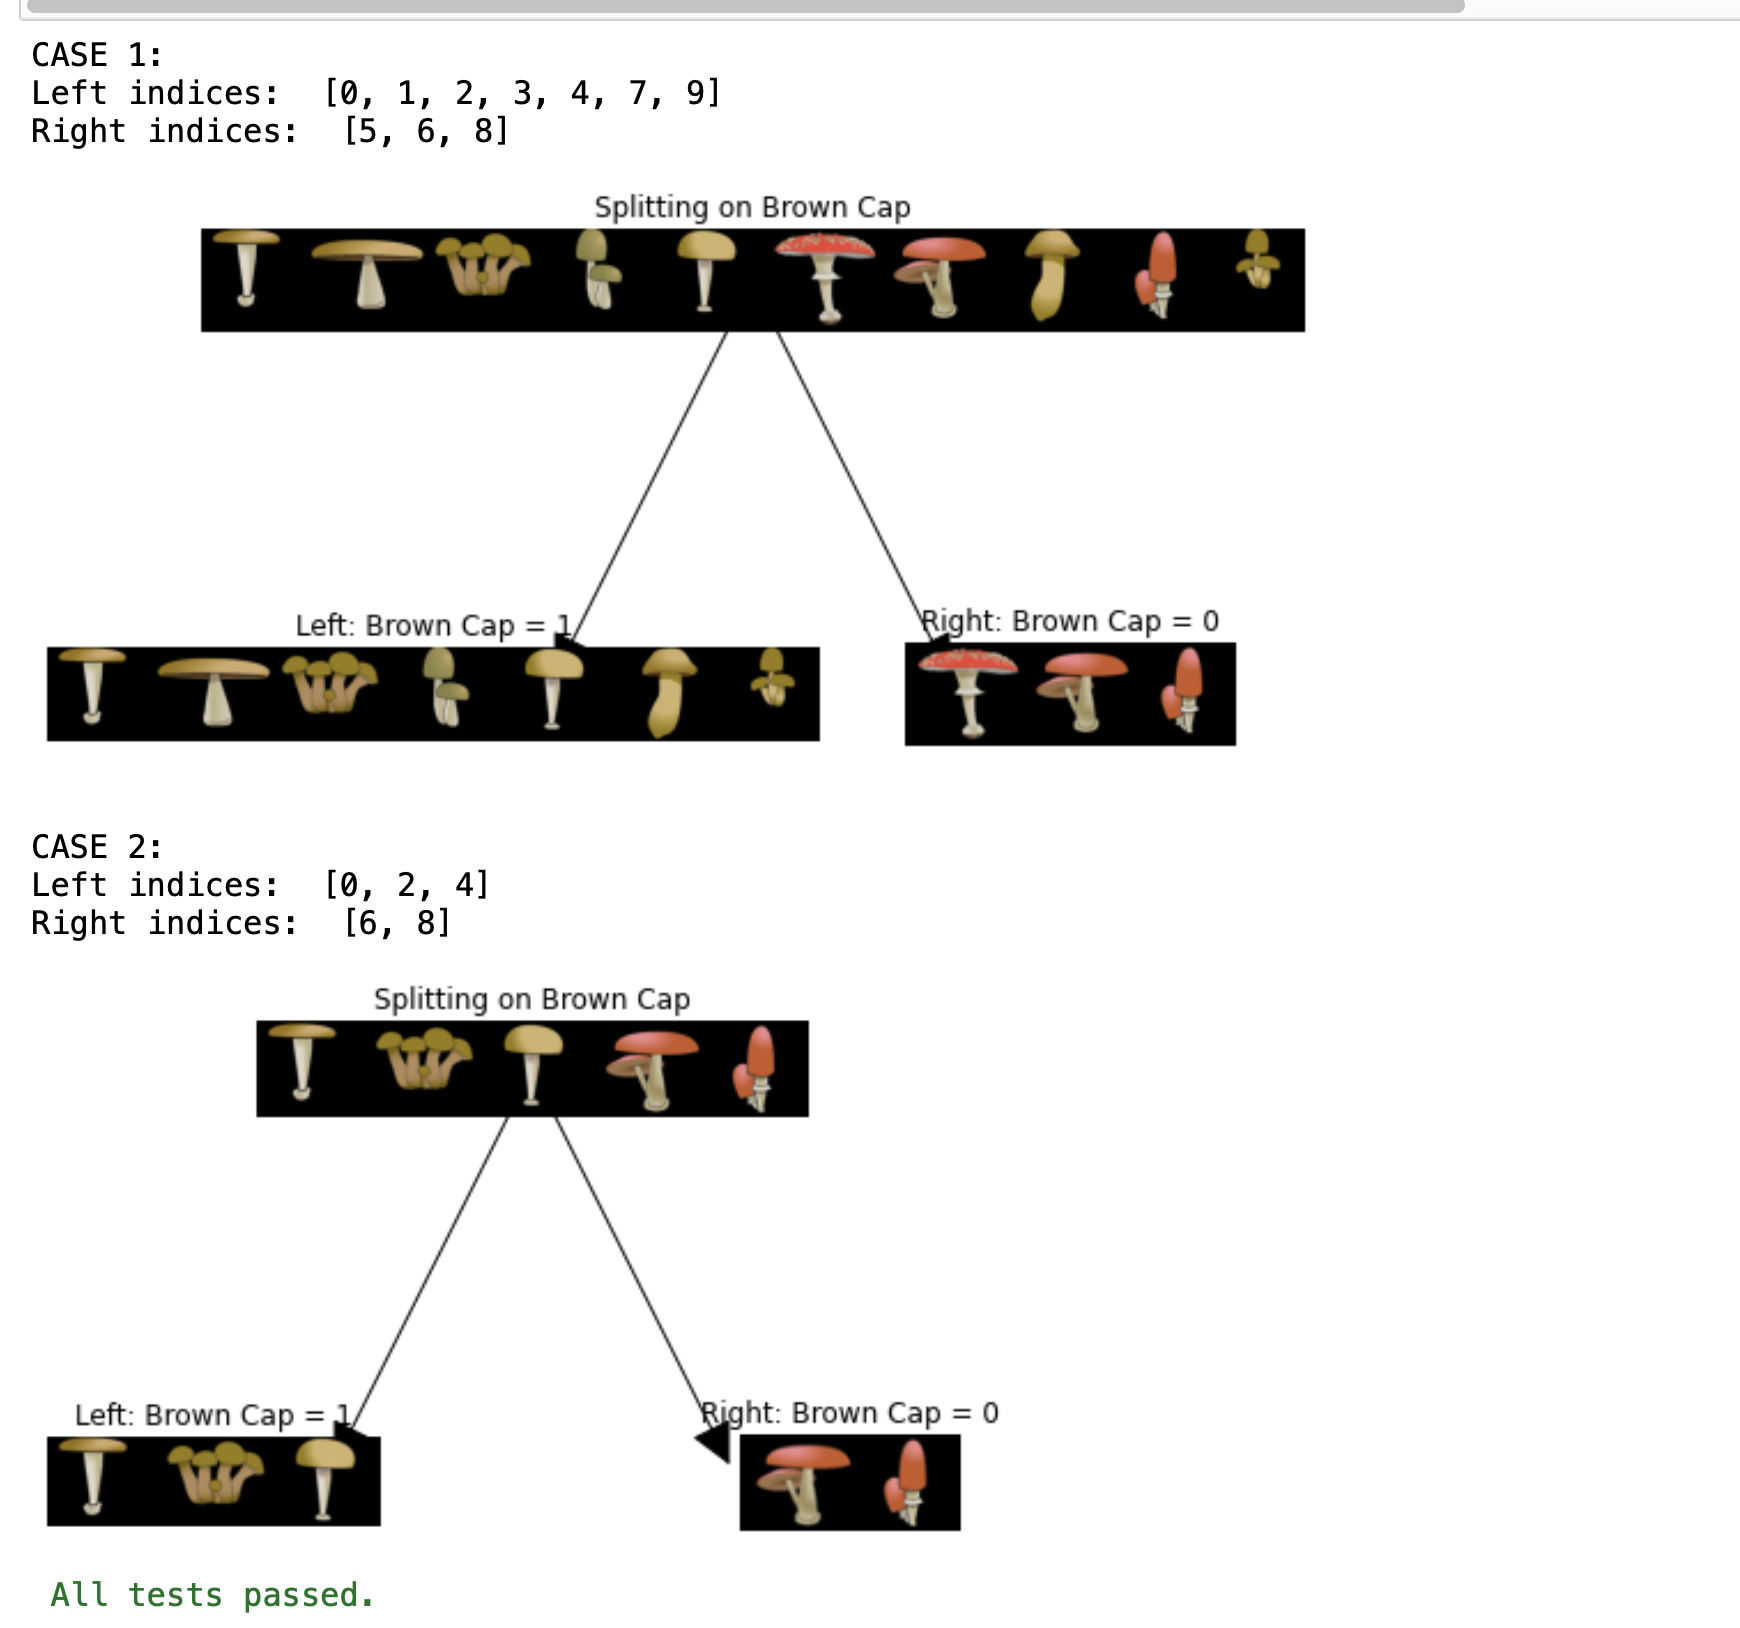 CASE 1:
Left indices:  [0, 1, 2, 3, 4, 7, 9]
Right indices:  [5, 6, 8]
Splitting on Brown Cap
Left: Brown Cap = 1
Right: Brown Cap = 0
CASE 2:
Left indices:  [0, 2, 4]
Right indices:  [6, 8]
Splitting on Brown Cap
Left: Brown Cap = 1
Right: Brown Cap = 0
All tests passed.